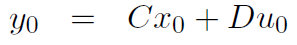 y₀ = Cx₀ + Du₀